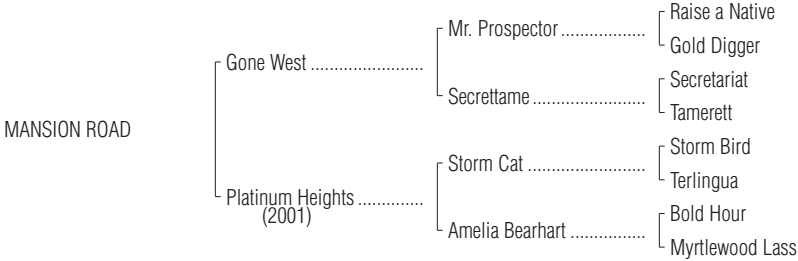 Raise a Native
Mr. Prospector ..................
Gold Digger
Gone West ........................
Secretariat
Secrettame ........................
Tamerett
MANSION ROAD
Storm Bird
Storm Cat .........................
Terlingua
Platinum Heights ..............
(2001)
Bold Hour
Amelia Bearhart ................
Myrtlewood Lass